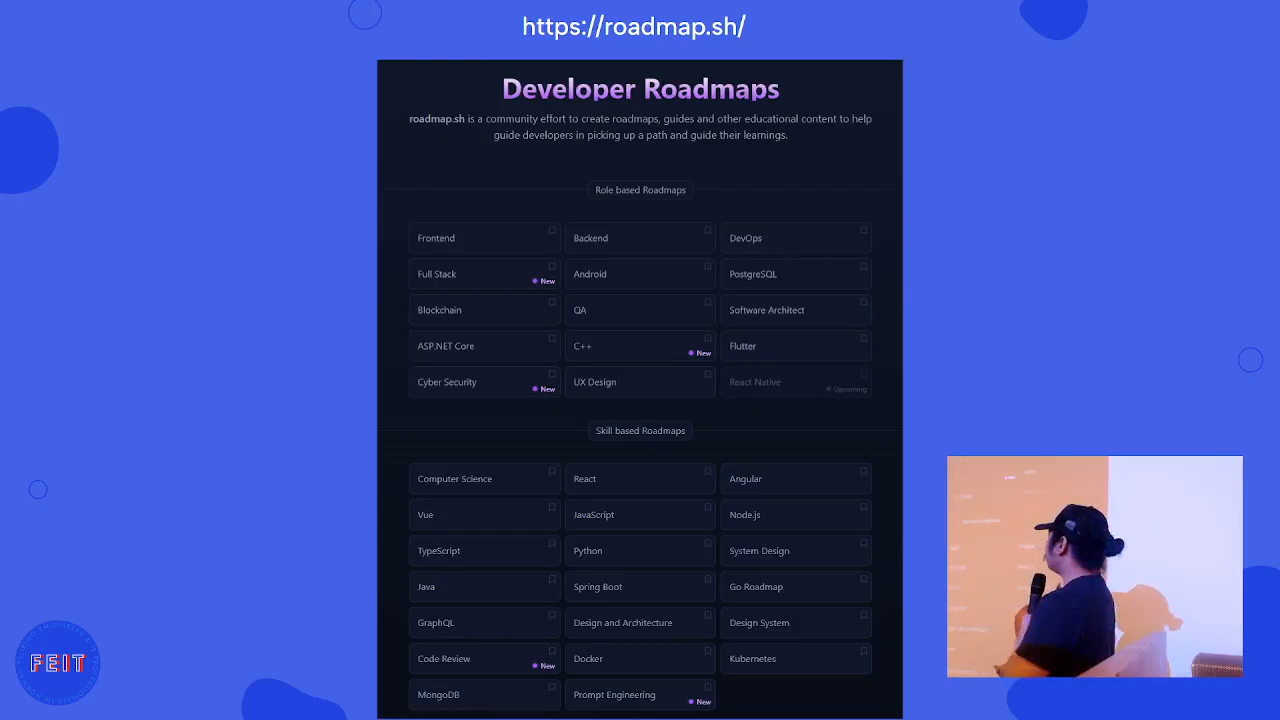 https://roadmap.sh/
Developer Roadmaps
roadmap.sh is a community effort to create roadmaps, guides and other educational content to help
guide developers in picking up a path and guide their learnings.
Role based Roadmaps
Frontend
Backend
DevOps
Full Stack
New
Android
PostgreSQL
Blockchain
QA
Software Architect
ASP.NET Core
C++
New
Flutter
Cyber Security
New
UX Design
React Native
Upcoming
Skill based Roadmaps
Computer Science
React
Angular
Vue
JavaScript
Node.js
TypeScript
Python
System Design
Java
Spring Boot
Go Roadmap
GraphQL
Design and Architecture
Design System
Code Review
New
Docker
Kubernetes
MongoDB
Prompt Engineering
New
FEIT